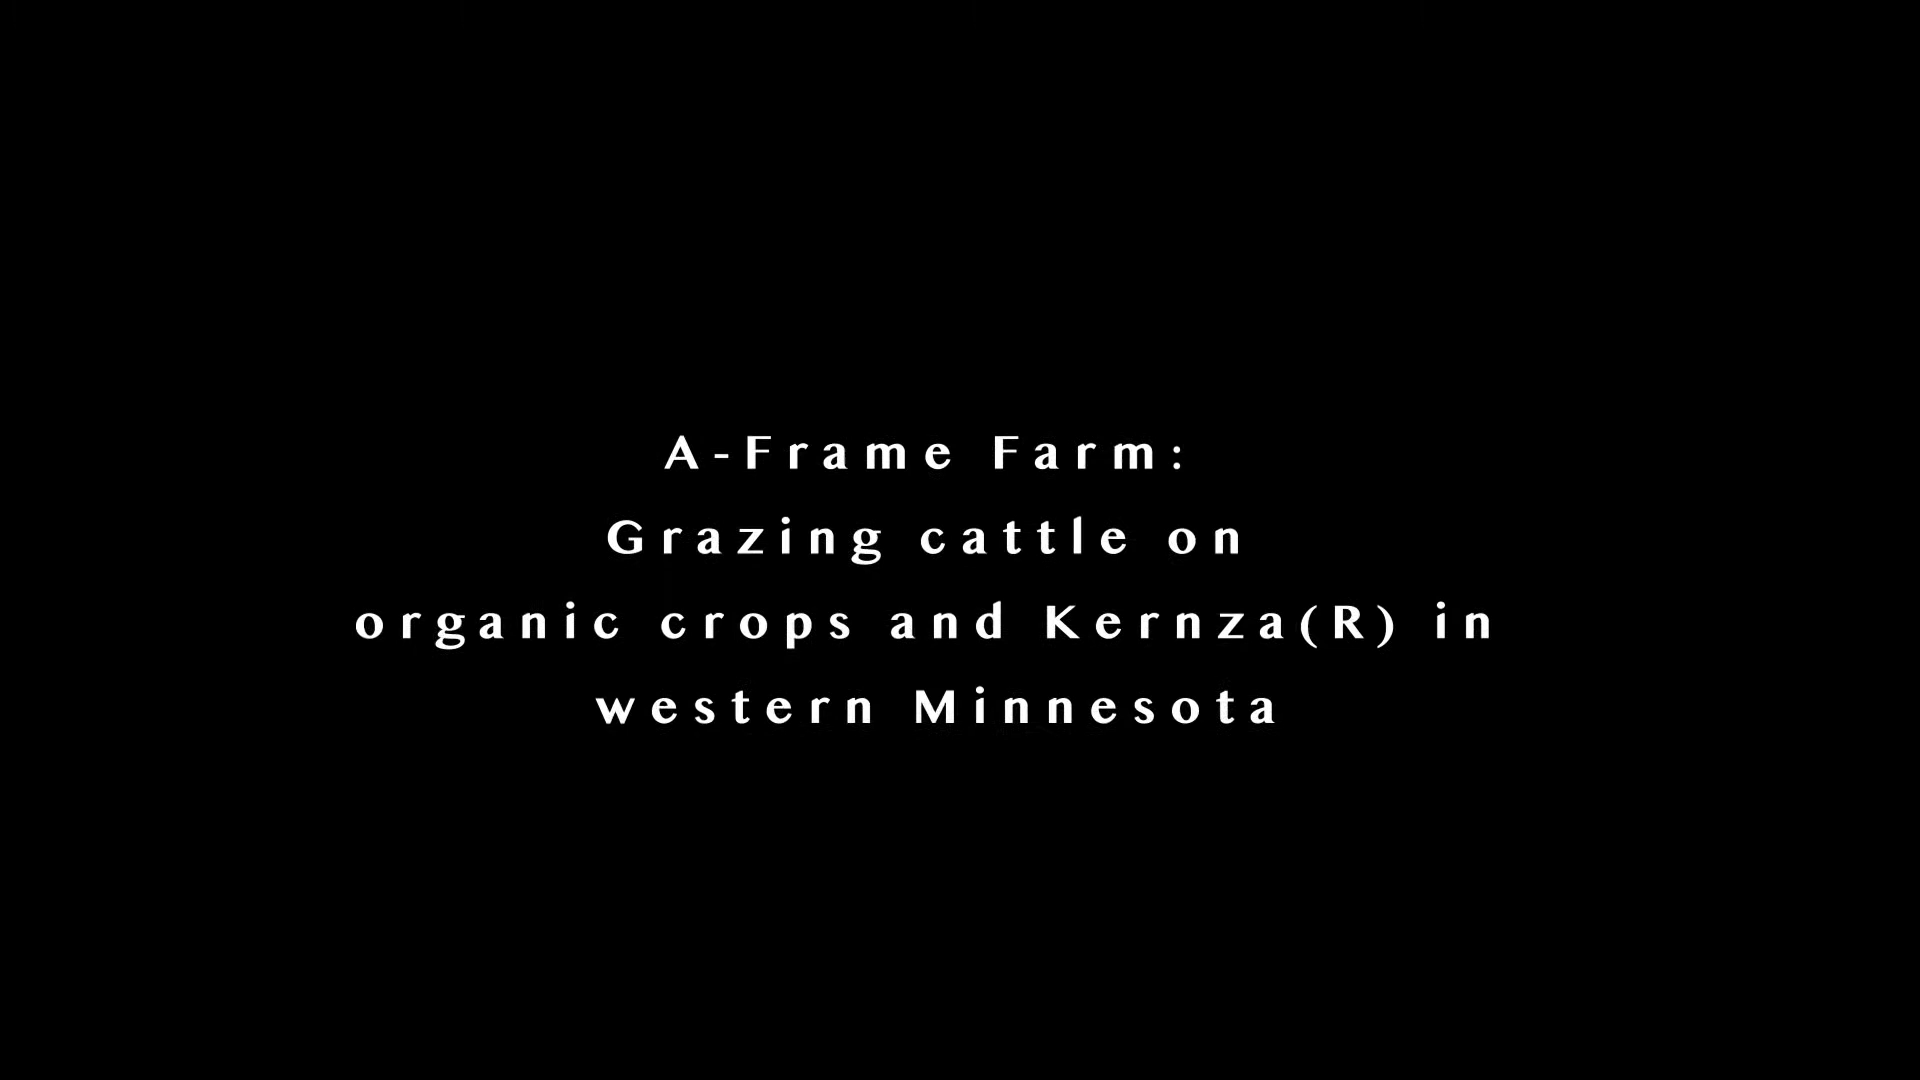 A-Frame Farm:
Grazing cattle on
organic crops and Kernza(R) in
western Minnesota